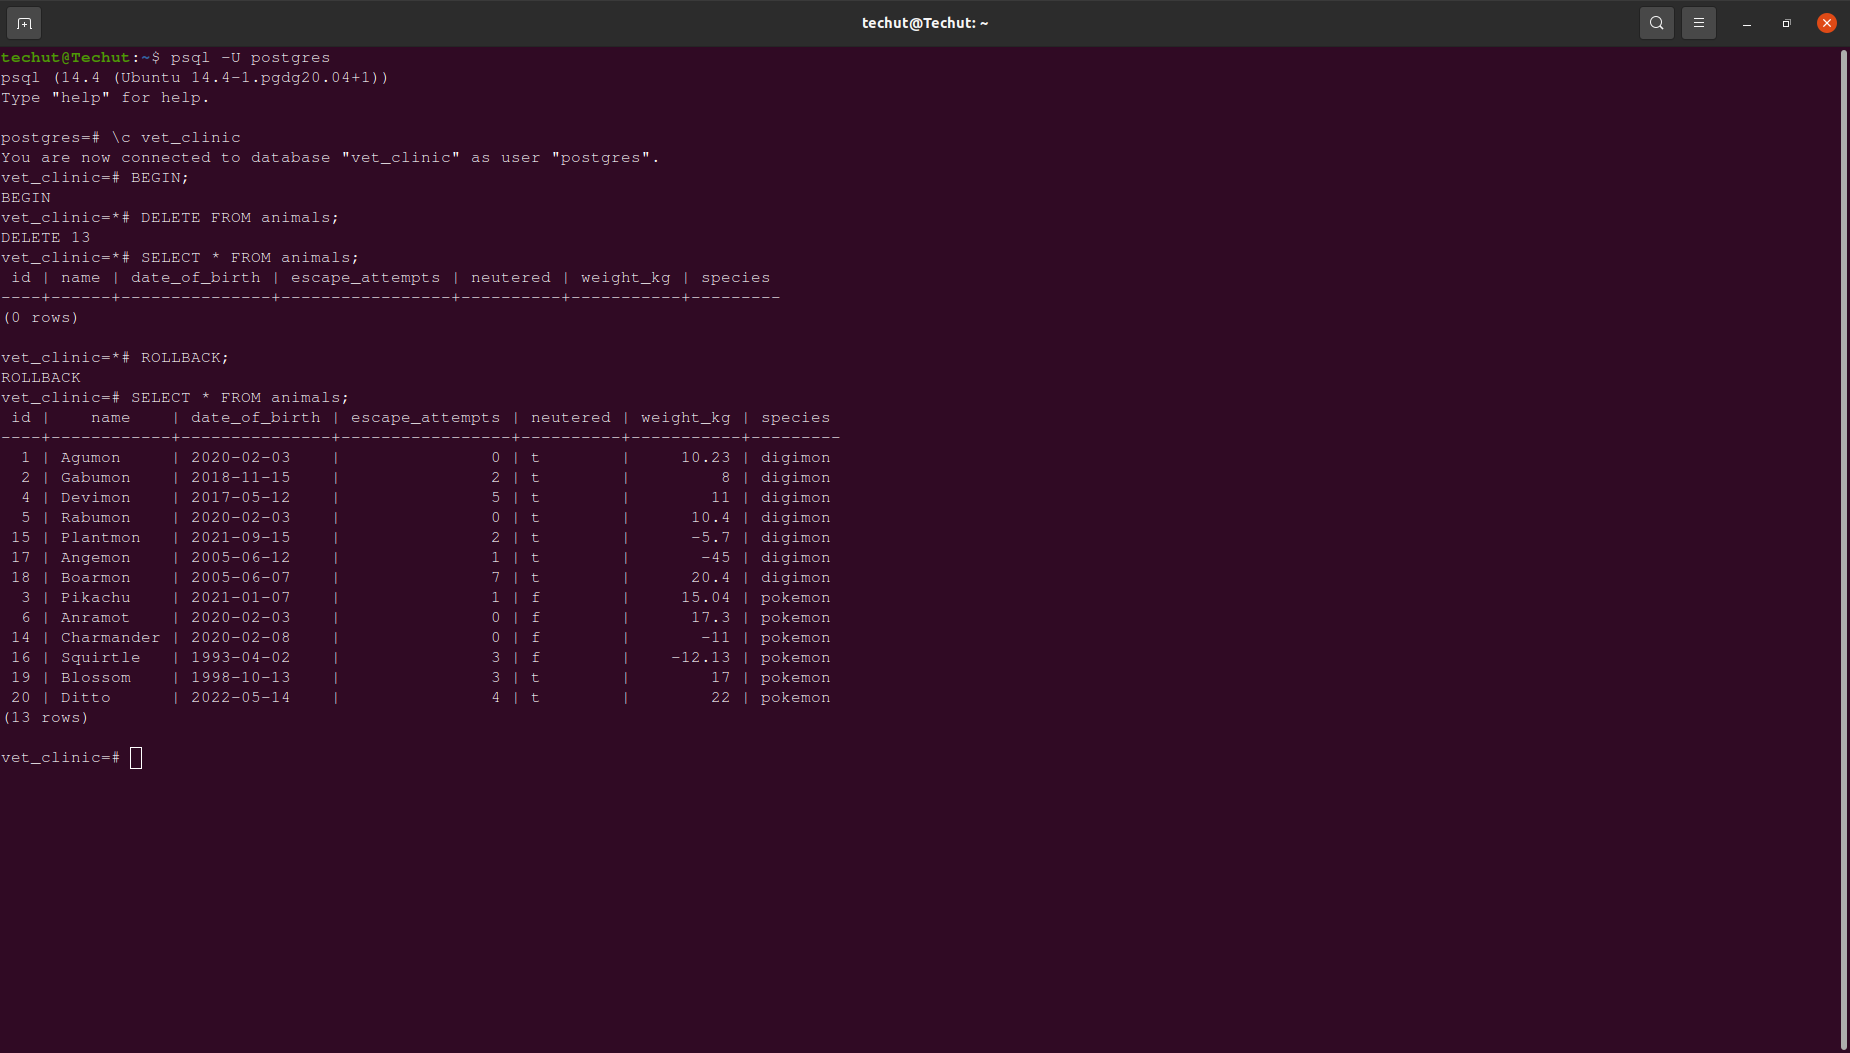 techut@Techut: ~
techut@Techut:~$ psql -U postgres
psql (14.4 (Ubuntu 14.4-1.pgdg20.04+1))
Type "help" for help.

postgres=# \c vet_clinic
You are now connected to database "vet_clinic" as user "postgres".
vet_clinic=# BEGIN;
BEGIN
vet_clinic=*# DELETE FROM animals;
DELETE 13
vet_clinic=*# SELECT * FROM animals;
 id | name | date_of_birth | escape_attempts | neutered | weight_kg | species
----+------+---------------+-----------------+----------+-----------+---------
(0 rows)

vet_clinic=*# ROLLBACK;
ROLLBACK
vet_clinic=# SELECT * FROM animals;
 id |    name    | date_of_birth | escape_attempts | neutered | weight_kg | species
----+------------+---------------+-----------------+----------+-----------+---------
  1 | Agumon     | 2020-02-03    |               0 | t        |     10.23 | digimon
  2 | Gabumon    | 2018-11-15    |               2 | t        |         8 | digimon
  4 | Devimon    | 2017-05-12    |               5 | t        |        11 | digimon
  5 | Rabumon    | 2020-02-03    |               0 | t        |      10.4 | digimon
 15 | Plantmon   | 2021-09-15    |               2 | t        |      -5.7 | digimon
 17 | Angemon    | 2005-06-12    |               1 | t        |       -45 | digimon
 18 | Boarmon    | 2005-06-07    |               7 | t        |      20.4 | digimon
  3 | Pikachu    | 2021-01-07    |               1 | f        |     15.04 | pokemon
  6 | Anramot    | 2020-02-03    |               0 | f        |      17.3 | pokemon
 14 | Charmander | 2020-02-08    |               0 | f        |       -11 | pokemon
 16 | Squirtle   | 1993-04-02    |               3 | f        |    -12.13 | pokemon
 19 | Blossom    | 1998-10-13    |               3 | t        |        17 | pokemon
 20 | Ditto      | 2022-05-14    |               4 | t        |        22 | pokemon
(13 rows)

vet_clinic=#